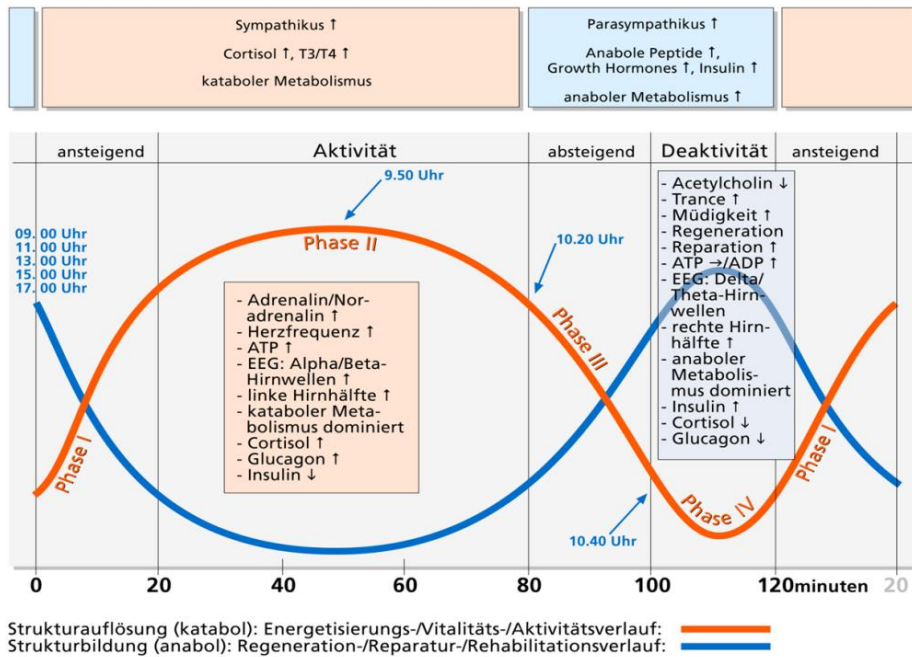 Sympathikus ↑
Cortisol ↑, T3/T4 ↑
kataboler Metabolismus
Parasympathikus ↑
Anabole Peptide ↑,
Growth Hormones ↑, Insulin ↑
anaboler Metabolismus ↑
ansteigend
Aktivität
absteigend
Deaktivität
ansteigend
09. 00 Uhr
11. 00 Uhr
13. 00 Uhr
15. 00 Uhr
17. 00 Uhr
Phase I
9.50 Uhr
Phase II
- Adrenalin/Nor-
adrenalin ↑
- Herzfrequenz ↑
- ATP ↑
- EEG: Alpha/Beta-
Hirnwellen ↑
- linke Hirnhälfte ↑
- kataboler Meta-
bolismus dominiert
- Cortisol ↑
- Glucagon ↑
- Insulin ↓
10.20 Uhr
Phase III
10.40 Uhr
- Acetylcholin ↓
- Trance ↑
- Müdigkeit ↑
- Regeneration
- Reparation ↑
- ATP →/ADP ↑
- EEG: Delta/
Theta-Hirn-
wellen
- rechte Hirn-
hälfte ↑
- anaboler
Metabolis-
mus dominiert
- Insulin ↑
- Cortisol ↓
- Glucagon ↓
Phase IV
Phase I
0
20
40
60
80
100
120minuten
20
Strukturauflösung (katabol): Energetisierungs-/Vitalitäts-/Aktivitätsverlauf:
Strukturbildung (anabol): Regeneration-/Reparatur-/Rehabilitationsverlauf: